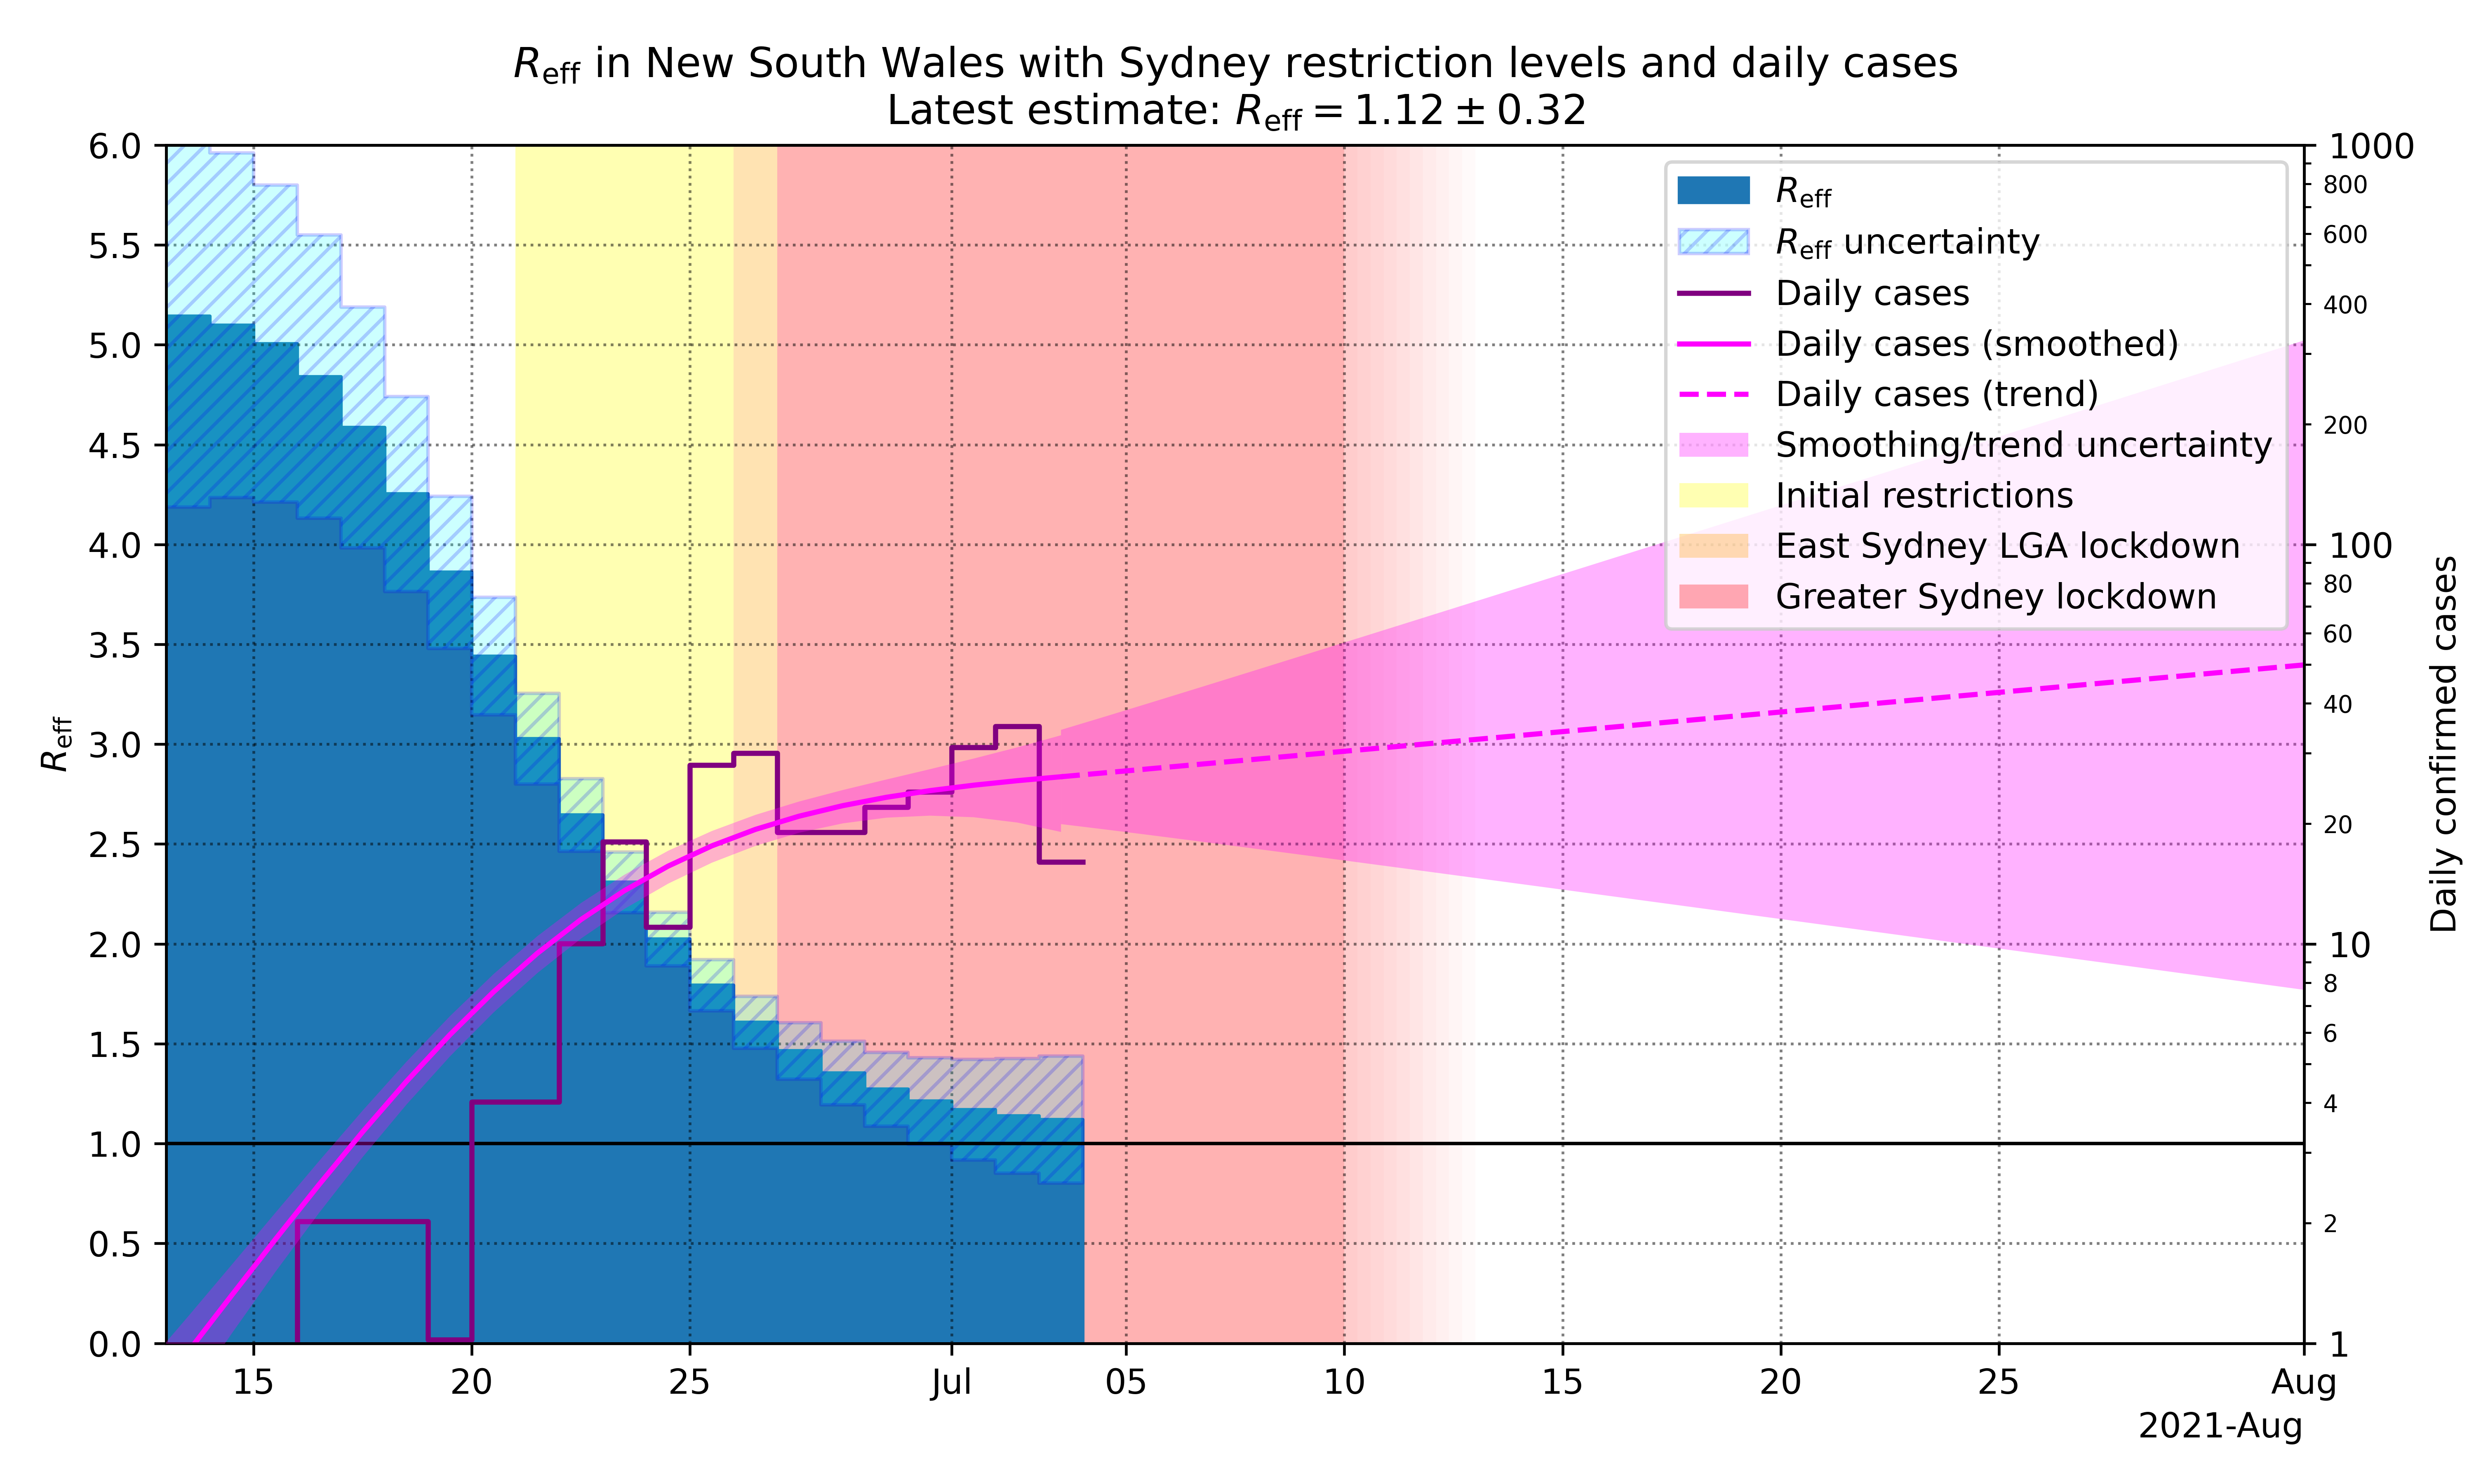 R_eff in New South Wales with Sydney restriction levels and daily cases
Latest estimate: R_eff = 1.12 ± 0.32
R_eff
6.0
5.5
5.0
4.5
4.0
3.5
3.0
2.5
2.0
1.5
1.0
0.5
0.0
R_eff
R_eff uncertainty
Daily cases
Daily cases (smoothed)
Daily cases (trend)
Smoothing/trend uncertainty
Initial restrictions
East Sydney LGA lockdown
Greater Sydney lockdown
1000
800
600
400
200
100
80
60
40
20
10
8
6
4
2
1
Daily confirmed cases
15 20 25 Jul 05 10 15 20 25 Aug
2021-Aug